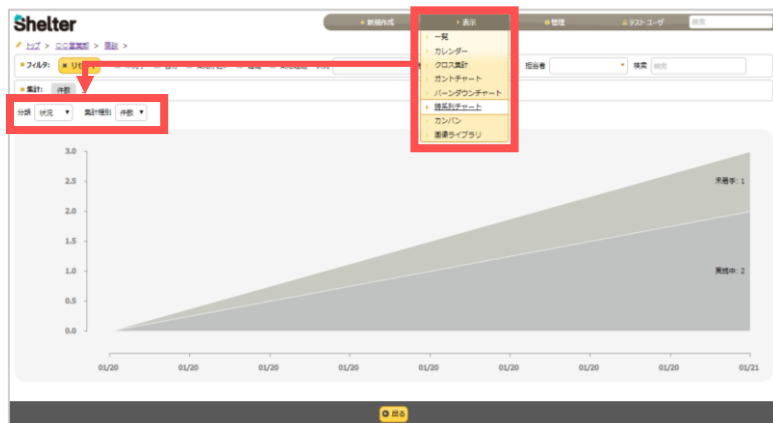 Shelter
新規作成
表示
管理
テストユーザ
検索
トップ > ○○営業部 > 商談 >
フィルタ: リセ
担当者
検索 検索
一覧
カレンダー
クロス集計
ガントチャート
バーンダウンチャート
時系列チャート
カンバン
画像ライブラリ
集計: 件数
分類 状況 集計種別 件数
3.0
未着手: 1
2.5
2.0
1.5
1.0
実施中: 2
0.5
0.0
01/20 01/20 01/20 01/20 01/20 01/20 01/20 01/20 01/21
戻る